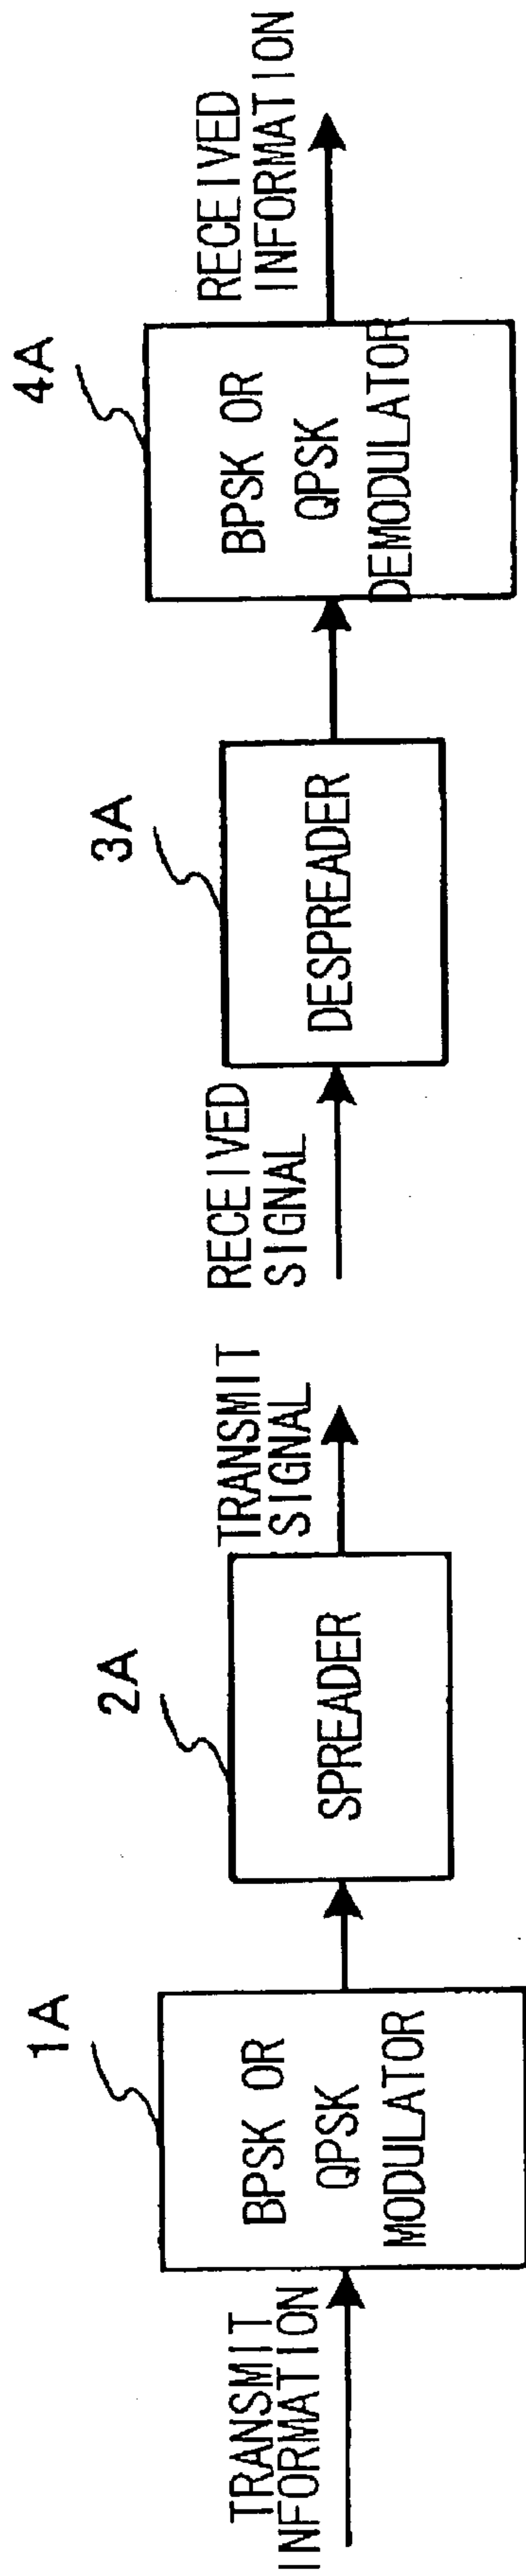 TRANSMIT
INFORMATION
1A
BPSK OR
QPSK
MODULATOR
2A
SPREADER
TRANSMIT
SIGNAL
RECEIVED
SIGNAL
3A
DESPREADER
4A
BPSK OR
QPSK
DEMODULATOR
RECEIVED
INFORMATION